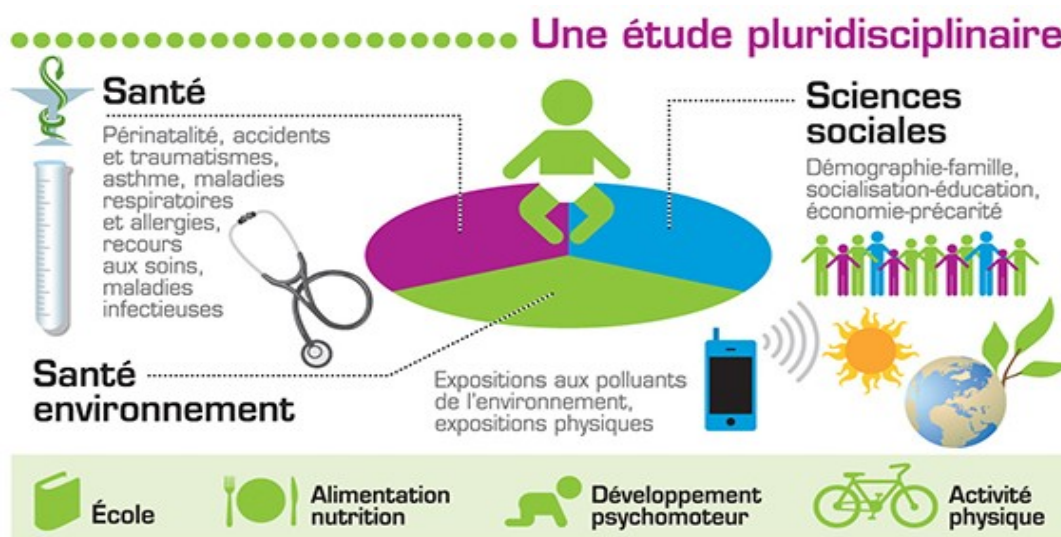 Une étude pluridisciplinaire
Santé
Périnatalité, accidents
et traumatismes,
asthme, maladies
respiratoires
et allergies,
recours
aux soins,
maladies
infectieuses
Sciences
sociales
Démographie-famille,
socialisation-éducation,
économie-précarité
Santé
environnement
Expositions aux polluants
de l'environnement,
expositions physiques
École
Alimentation
nutrition
Développement
psychomoteur
Activité
physique